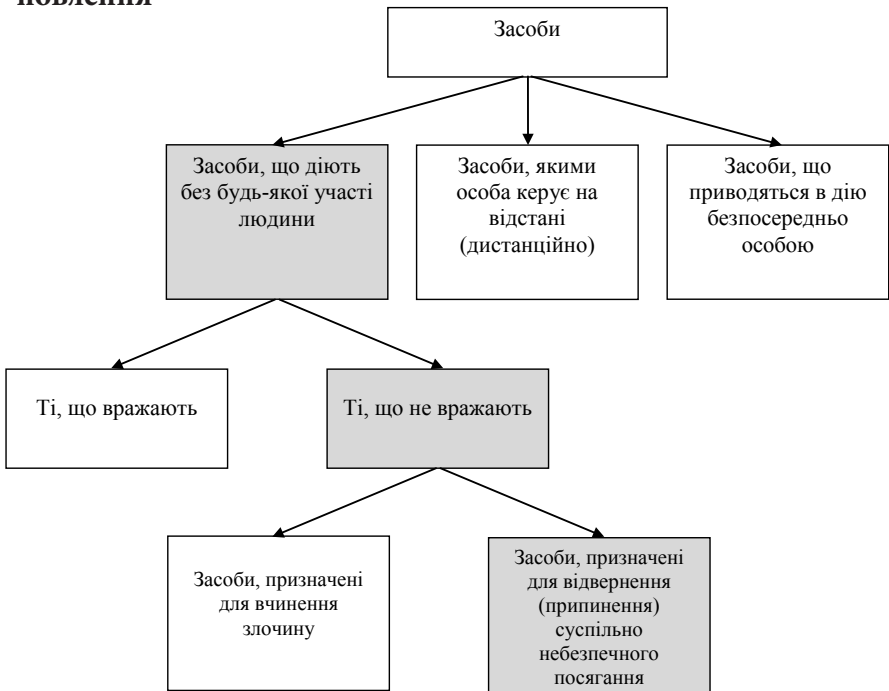 новлення
Засоби
Засоби, що діють
без будь-якої участі
людини
Засоби, якими
особа керує на
відстані
(дистанційно)
Засоби, що
приводяться в дію
безпосередньо
особою
Ті, що вражають
Ті, що не вражають
Засоби, призначені
для вчинення
злочину
Засоби, призначені
для відвернення
(припинення)
суспільно
небезпечного
посягання